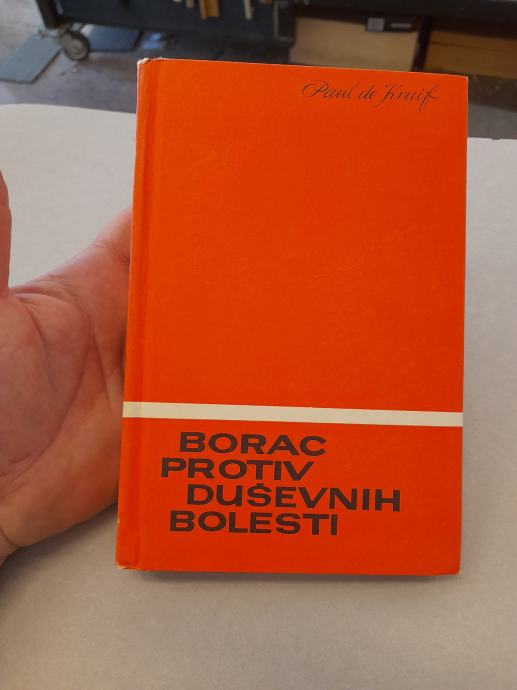 Paul de Kruif
BORAC
PROTIV
DUŠEVNIH
BOLESTI